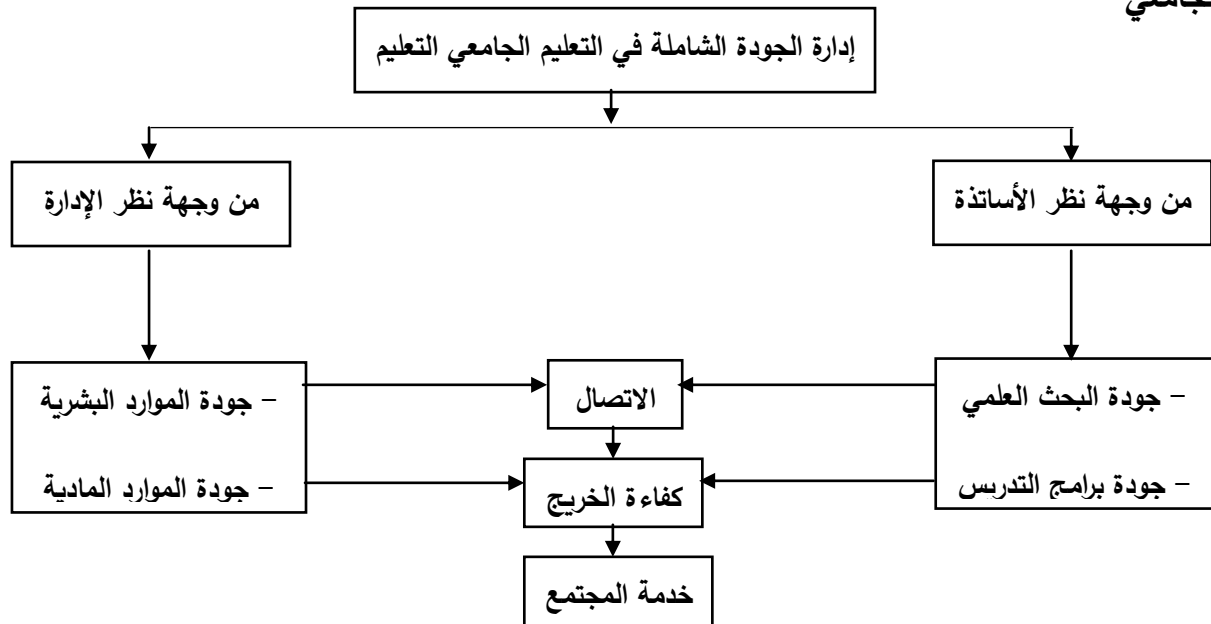 إدارة الجودة الشاملة في التعليم الجامعي التعليم
من وجهة نظر الأساتذة
من وجهة نظر الإدارة
– جودة البحث العلمي
– جودة برامج التدريس
الاتصال
– جودة الموارد البشرية
– جودة الموارد المادية
كفاءة الخريج
خدمة المجتمع